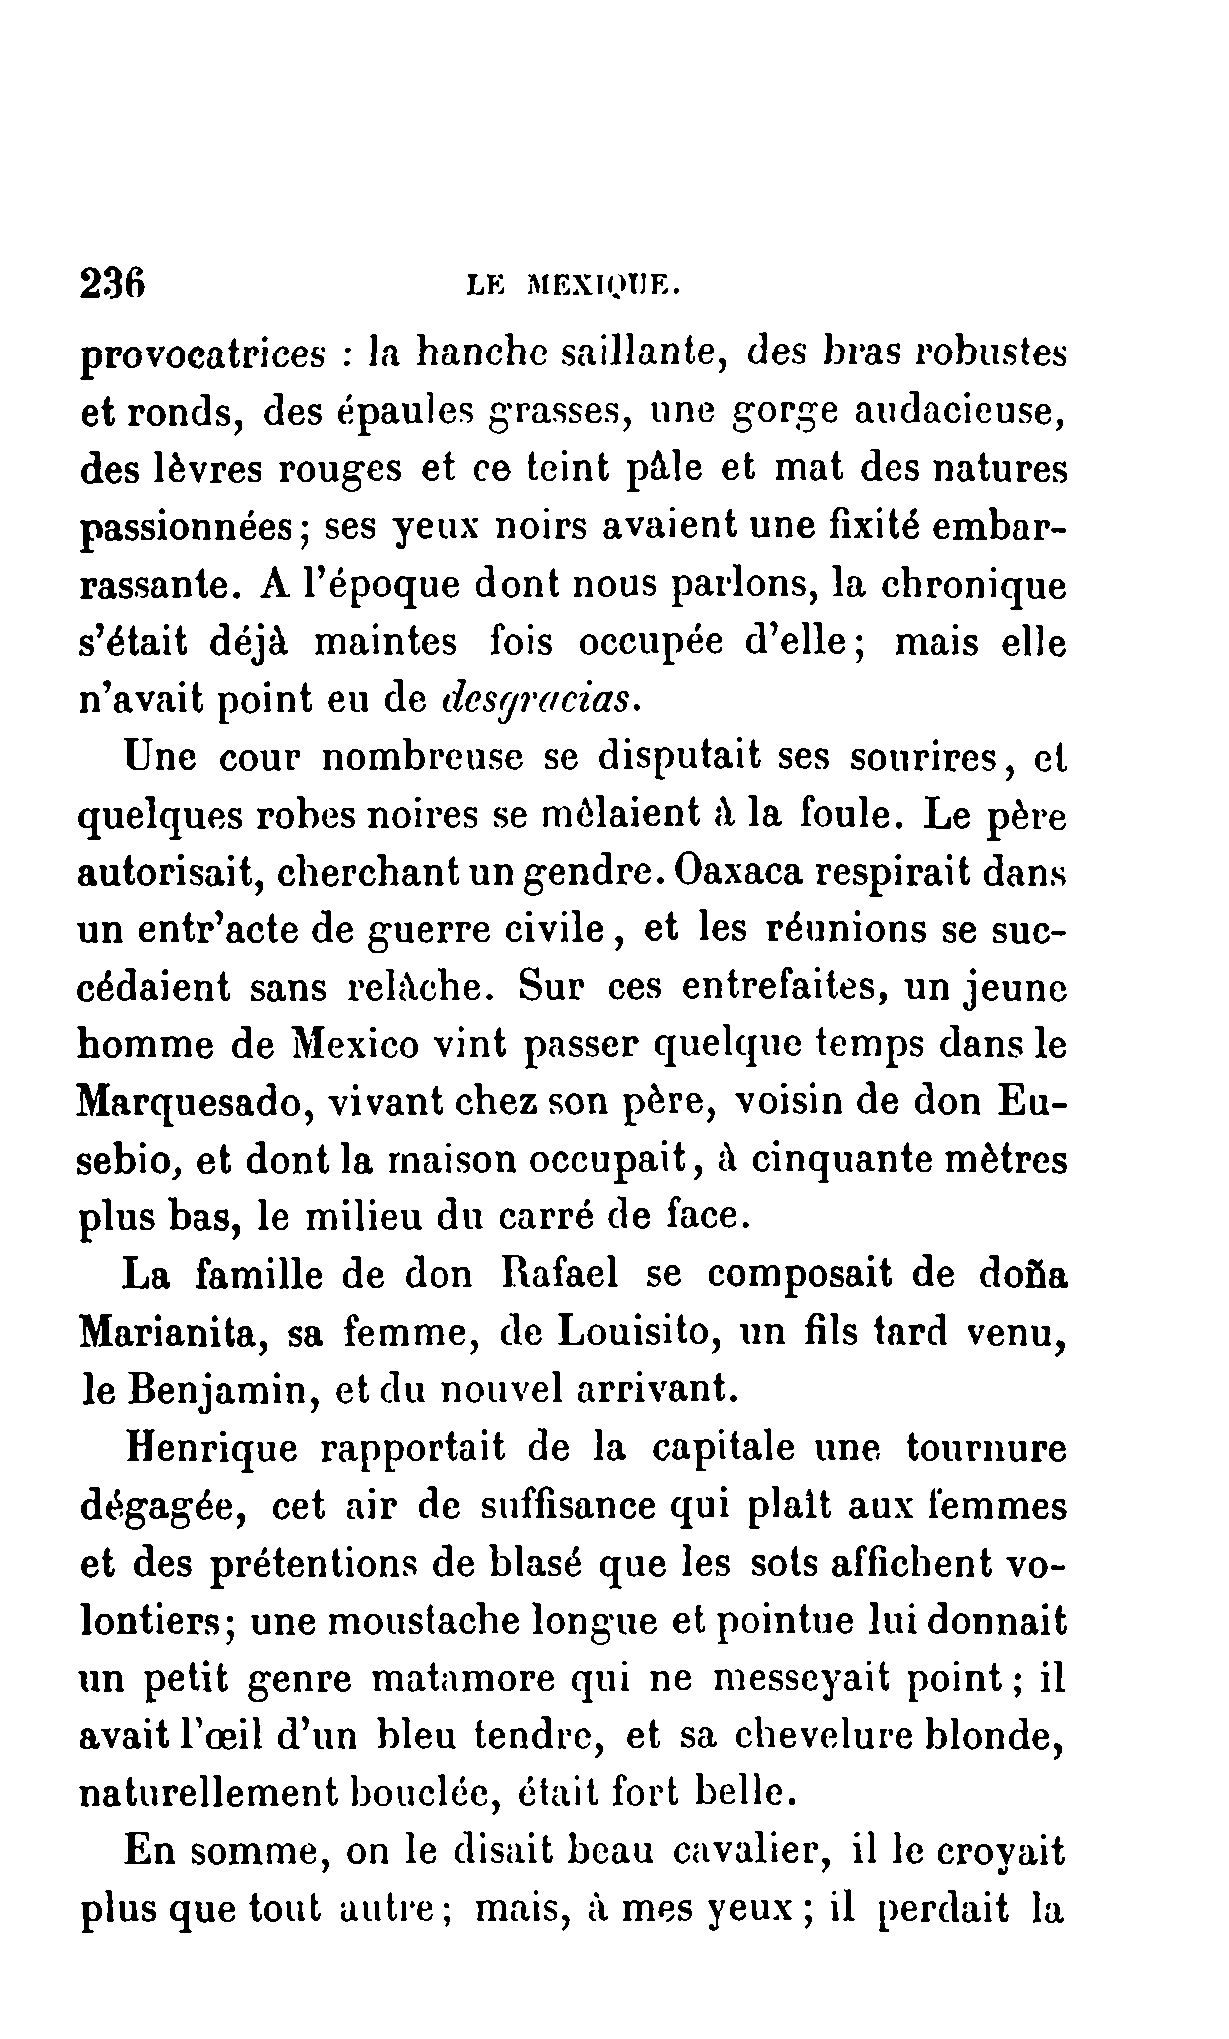 236 LE MEXIQUE.
provocatrices : la hanche saillante, des bras robustes
et ronds, des épaules grasses, une gorge audacieuse,
des lèvres rouges et ce teint pâle et mat des natures
passionnées ; ses yeux noirs avaient une fixité embar-
rassante. A l'époque dont nous parlons, la chronique
s'était déjà maintes fois occupée d'elle ; mais elle
n'avait point eu de desgracias.
Une cour nombreuse se disputait ses sourires, et
quelques robes noires se mêlaient à la foule. Le père
autorisait, cherchant un gendre. Oaxaca respirait dans
un entr'acte de guerre civile, et les réunions se suc-
cédaient sans relâche. Sur ces entrefaites, un jeune
homme de Mexico vint passer quelque temps dans le
Marquesado, vivant chez son père, voisin de don Eu-
sebio, et dont la maison occupait, à cinquante mètres
plus bas, le milieu du carré de face.
La famille de don Rafael se composait de doña
Marianita, sa femme, de Louisito, un fils tard venu,
le Benjamin, et du nouvel arrivant.
Henrique rapportait de la capitale une tournure
dégagée, cet air de suffisance qui plaît aux femmes
et des prétentions de blasé que les sots affichent vo-
lontiers ; une moustache longue et pointue lui donnait
un petit genre matamore qui ne messeyait point ; il
avait l'œil d'un bleu tendre, et sa chevelure blonde,
naturellement bouclée, était fort belle.
En somme, on le disait beau cavalier, il le croyait
plus que tout autre ; mais, à mes yeux ; il perdait la